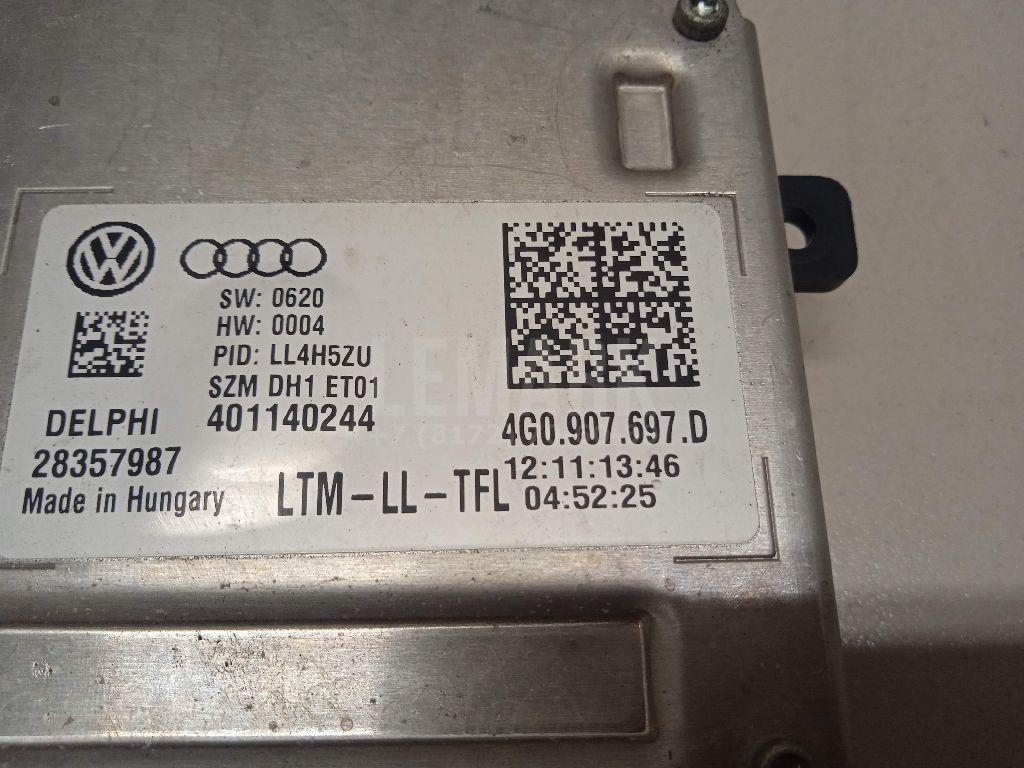 SW: 0620
HW: 0004
PID: LL4H5ZU
SZM DH1 ET01
401140244
DELPHI
28357987
Made in Hungary
LTM-LL-TFL
4G0.907.697.D
12:11:13:46
04:52:25